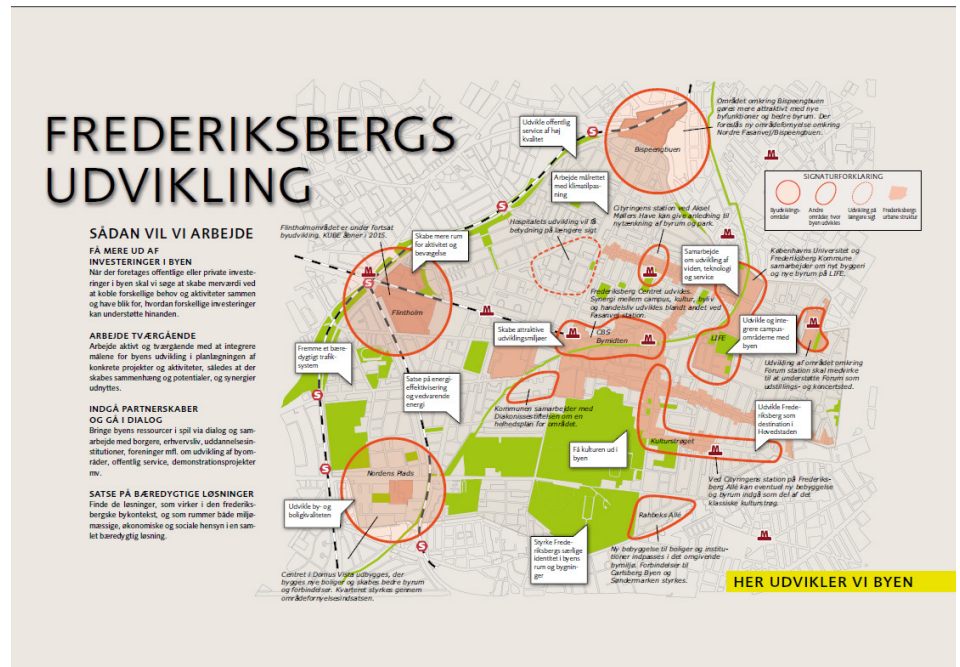 FREDERIKSBERGS
UDVIKLING
SÅDAN VIL VI ARBEJDE
FÅ MERE UD AF
INVESTERINGER I BYEN
Når der foretages offentlige eller private investe-
ringer i byen skal vi søge at skabe merværdi ved
at koble forskellige behov og aktiviteter sammen
og have blik for, hvordan forskellige investeringer
kan understøtte hinanden.
ARBEJDE TVÆRGÅENDE
Arbejde aktivt og tværgående med at integrere
målene for byens udvikling i planlægningen af
konkrete projekter og aktiviteter, således at der
skabes sammenhæng og potentialer, og synergier
udnyttes.
INDGÅ PARTNERSKABER
OG GÅ I DIALOG
Bringe byens ressourcer i spil via dialog og sam-
arbejde med borgere, erhvervsliv, uddannelsesin-
stitutioner, foreninger mfl. om udvikling af byom-
råder, offentlig service, demonstrationsprojekter
mv.
SATSE PÅ BÆREDYGTIGE LØSNINGER
Finde de løsninger, som virker i den frederiks-
bergske bykontekst, og som rummer både miljø-
mæssige, økonomiske og sociale hensyn i en sam-
let bæredygtig løsning.
Udvikle offentlig
service af høj
kvalitet
S
Bispeengbuen
Området omkring Bispeengbuen
gøres mere attraktivt med nye
byfunktioner og bedre byrum. Der
foreslås ny områdefornyelse omkring
Nordre Fasanvej/Bispeengbuen.
M
Arbejde målrettet
med klimatilpas-
ning
SIGNATURFORKLARING
Byudviklings-
områder
Andre
områder, hvor
byen udvikles
Udvikling på
længere sigt
Frederiksbergs
urbane struktur
S
Flintholmområdet er under fortsat
byudvikling. KUBE åbner i 2015.
Skabe mere rum
for aktivitet og
bevægelse
Hospitalets udvikling vil få
betydning på længere sigt
Cityringens station ved Aksel
Møllers Have kan give anledning til
nytænkning af byrum og park.
M
Samarbejde
om udvikling af
viden, teknologi
og service
Københavns Universitet og
Frederiksberg Kommune
samarbejder om nyt byggeri
og nye byrum på LIFE.
M
S
M
Flintholm
M
Frederiksberg Centret udvides.
Synergi mellem campus, kultur, byliv
og handelsliv udvikles blandt andet ved
Fasanvej station.
Skabe attraktive
udviklingsmiljøer
M
CBS
Bymidten
M
LIFE
Udvikle og inte-
grere campus-
områderne med
byen
M
Udvikling af området omkring
Forum station skal medvirke
til at understøtte Forum som
udstillings- og koncertsted.
Fremme et bære-
dygtigt trafik-
system
S
Satse på energi-
effektivisering
og vedvarende
energi
Kommunen samarbejder med
Diakonissestiftelsen om en
helhedsplan for området.
Udvikle Frede-
riksberg som
destination i
Hovedstaden
Få kulturen ud i
byen
Kulturstrøget
M
Ved Cityringens station på Frederiks-
berg Allé kan eventuel ny bebyggelse
og byrum indgå som del af det
klassiske kulturstrøg.
S
Nordens Plads
Udvikle by- og
boligkvaliteten
S
Rahbeks Allé
Styrke Frede-
riksbergs særlige
identitet i byens
rum og bygnin-
ger
Ny bebyggelse til boliger og institu-
tioner indpasses i det omgivende
bymiljø. Forbindelser til
Carlsberg Byen og
Søndermarken styrkes.
M
Centret i Domus Vista udbygges, der
bygges nye boliger og skabes bedre byrum
og forbindelser. Kvarteret styrkes gennem
områdefornyelsesindsatsen.
HER UDVIKLER VI BYEN